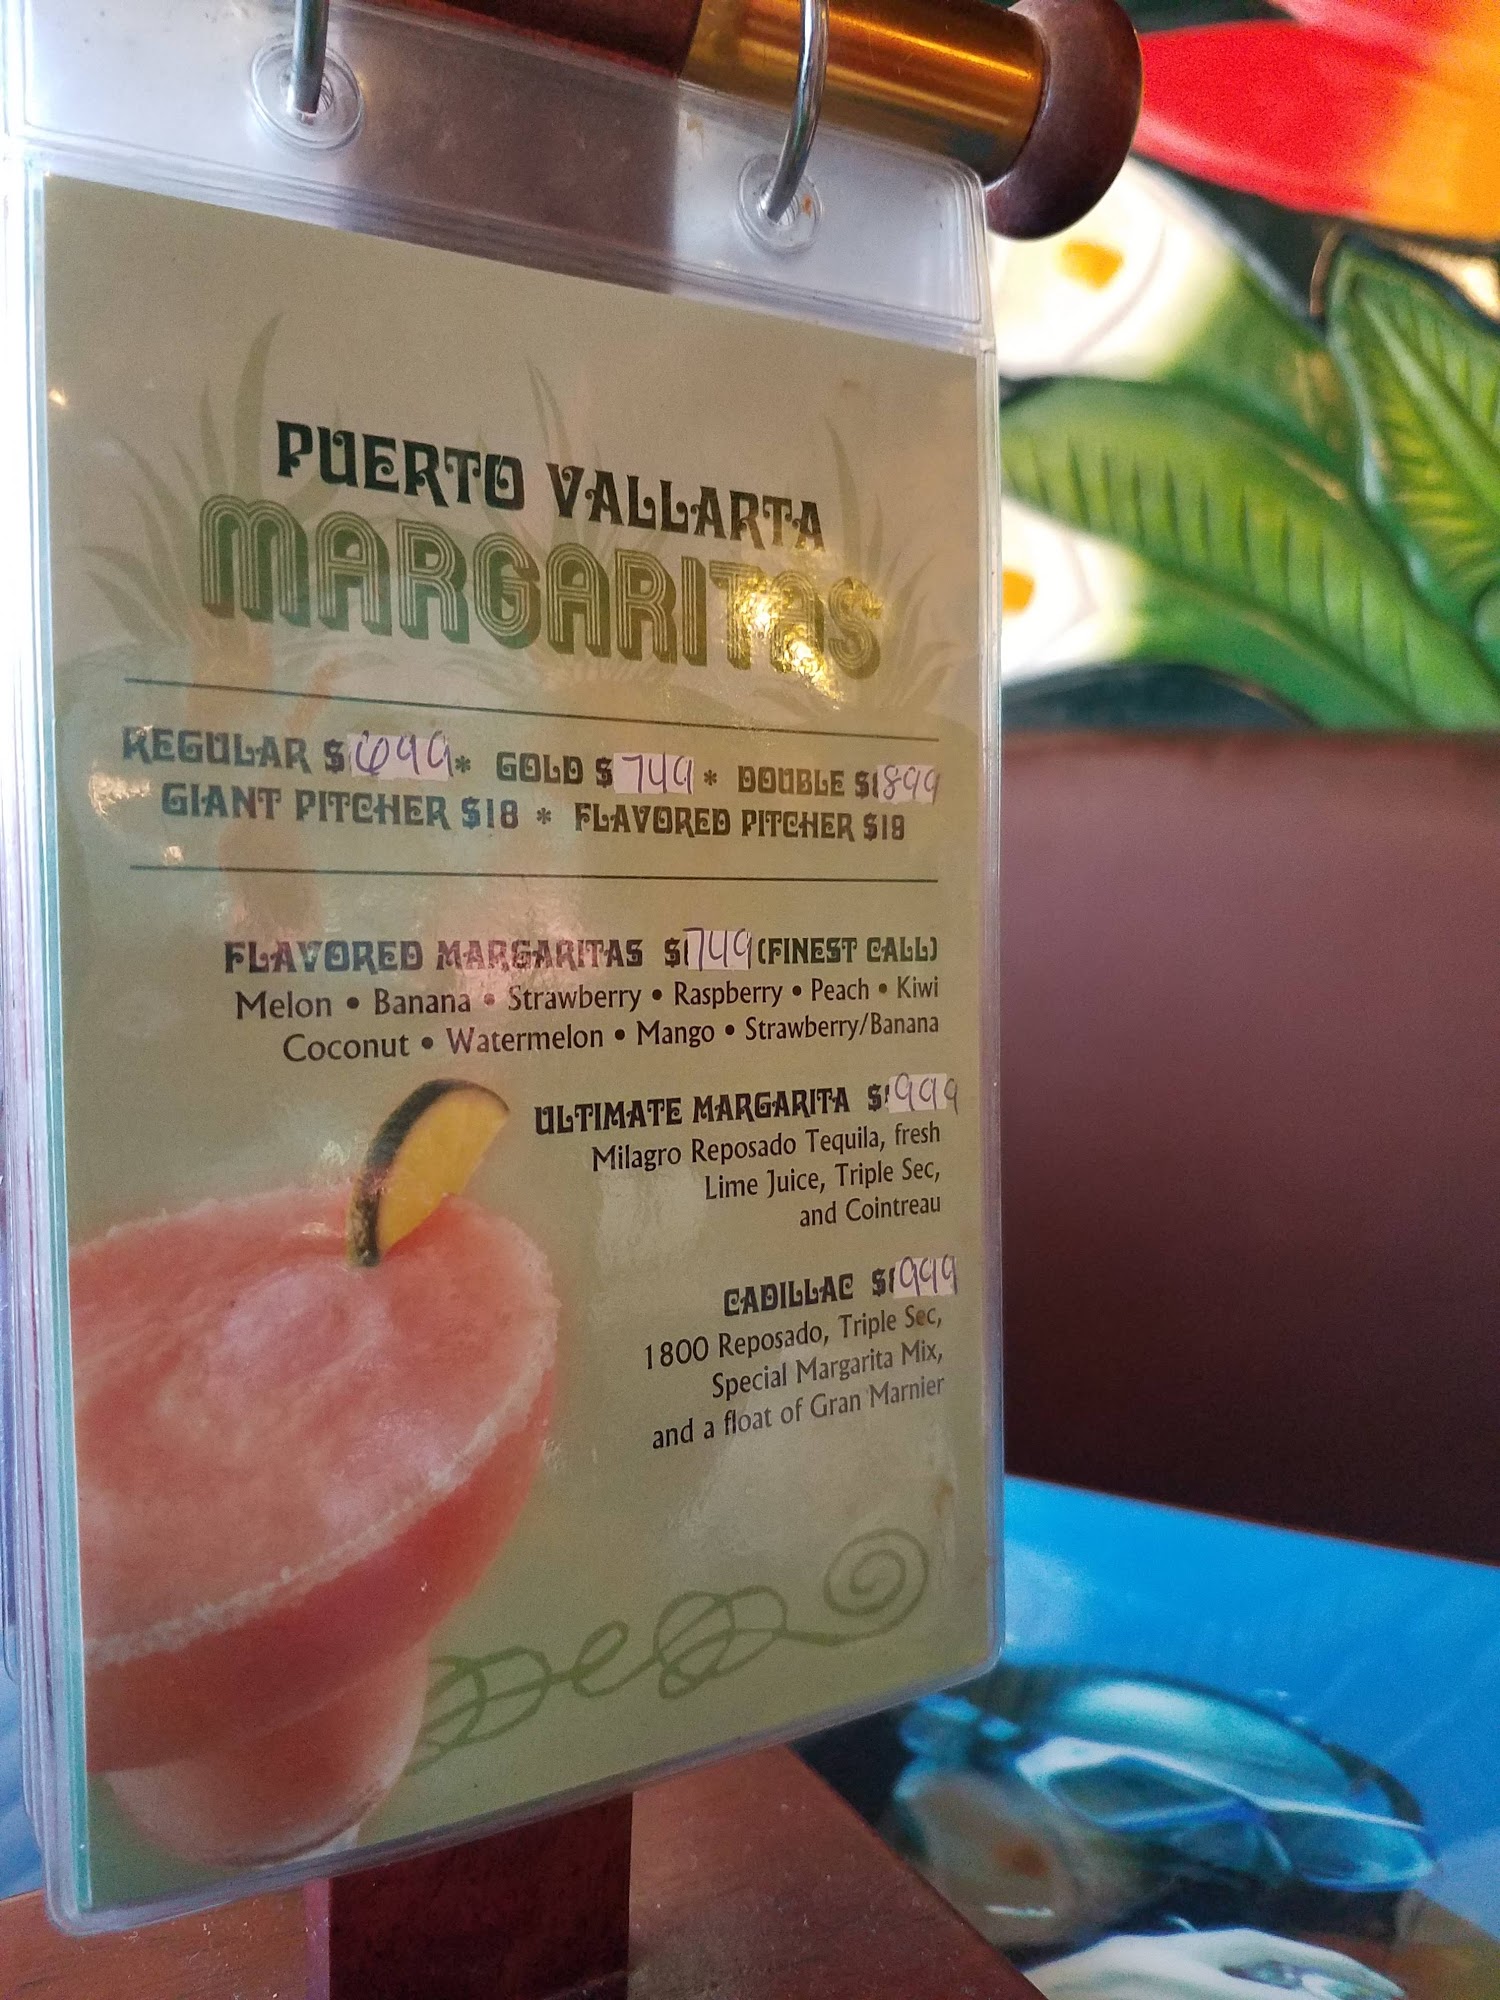 PUERTO VALLARTA
MARGARITAS
REGULAR $699 * GOLD $749 * DOUBLE $899
GIANT PITCHER $18 * FLAVORED PITCHER $18
FLAVORED MARGARITAS $749 (FINEST CALL)
Melon • Banana • Strawberry • Raspberry • Peach • Kiwi
Coconut • Watermelon • Mango • Strawberry/Banana
ULTIMATE MARGARITA $999
Milagro Reposado Tequila, fresh
Lime Juice, Triple Sec,
and Cointreau
CADILLAC $999
1800 Reposado, Triple Sec,
Special Margarita Mix,
and a float of Gran Marnier